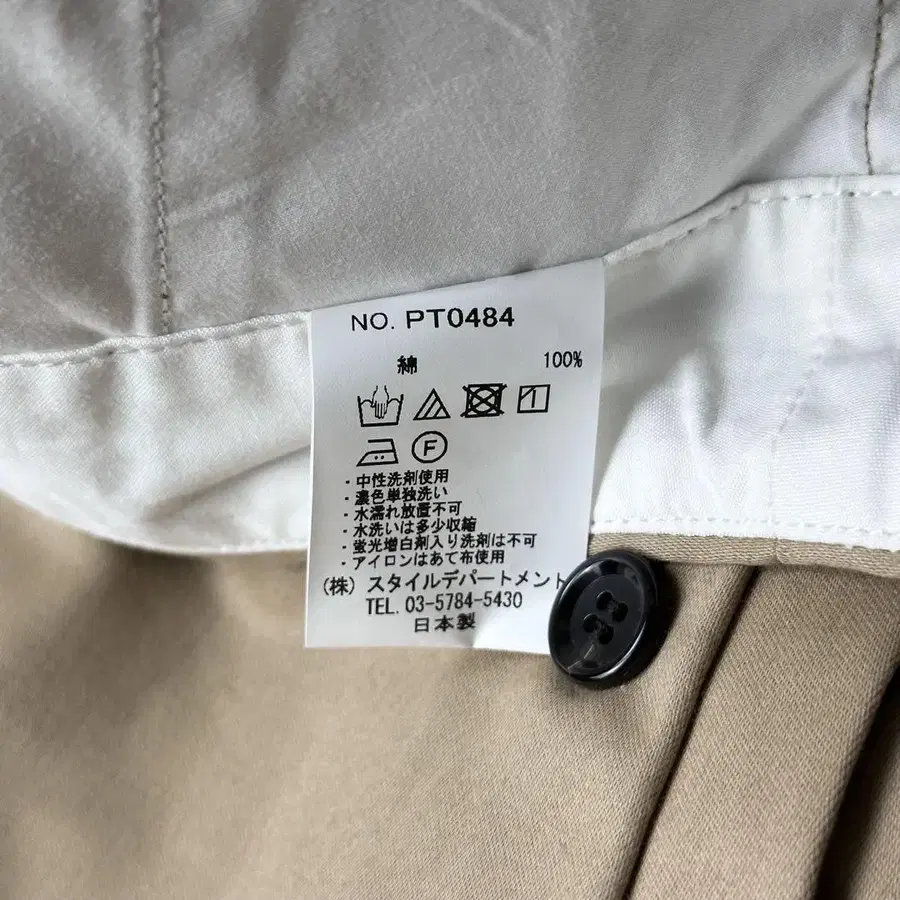 NO. PT0484
綿 100%
F
・中性洗剤使用
・濃色単独洗い
・水濡れ放置不可
・水洗いは多少収縮
・蛍光増白剤入り洗剤は不可
・アイロンはあて布使用
(株) スタイルデパートメント
TEL. 03-5784-5430
日本製